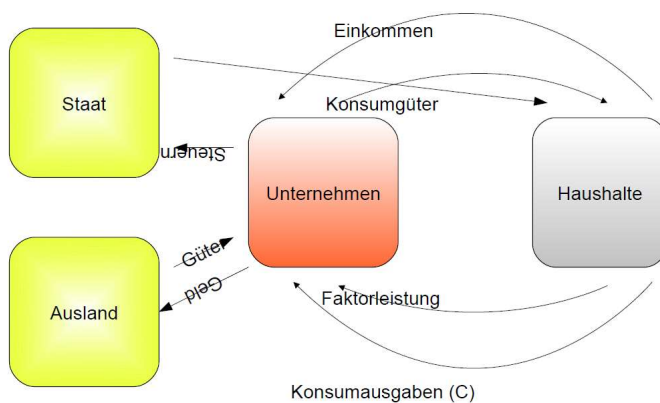 Einkommen
Staat
Konsumgüter
Steuern
Unternehmen
Haushalte
Güter
Geld
Ausland
Faktorleistung
Konsumausgaben (C)